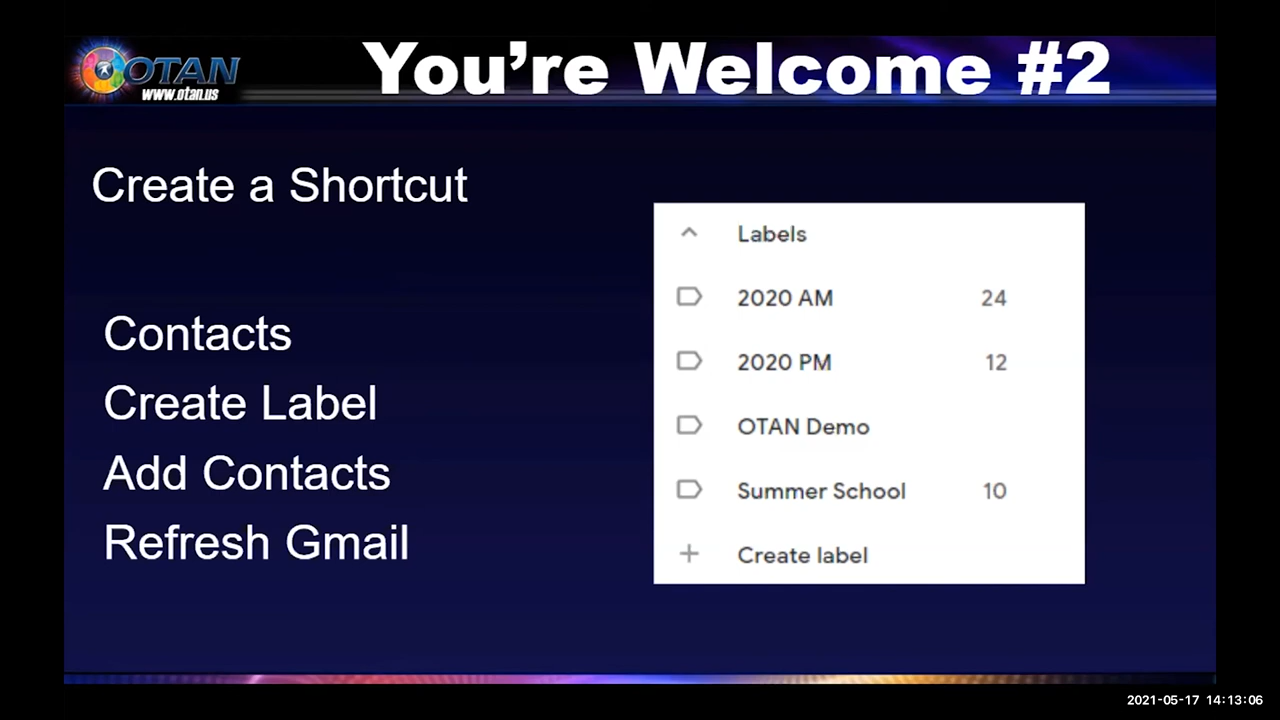 OTAN
www.otan.us
You’re Welcome #2
Create a Shortcut
Contacts
Create Label
Add Contacts
Refresh Gmail
Labels
2020 AM 24
2020 PM 12
OTAN Demo
Summer School 10
Create label
2021-05-17 14:13:06